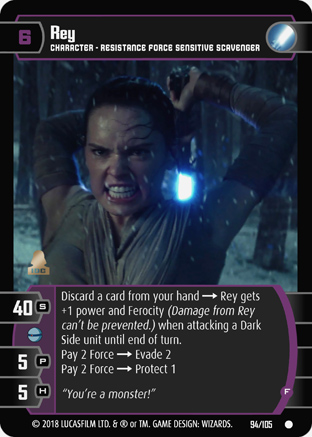 6
Rey
CHARACTER - RESISTANCE FORCE SENSITIVE SCAVENGER
40 S
5 P
5 H
Discard a card from your hand → Rey gets
+1 power and Ferocity (Damage from Rey
can't be prevented.) when attacking a Dark
Side unit until end of turn.
Pay 2 Force → Evade 2
Pay 2 Force → Protect 1
"You're a monster!"
F
© 2018 LUCASFILM LTD. & ® or TM. GAME DESIGN: WIZARDS.
94/105